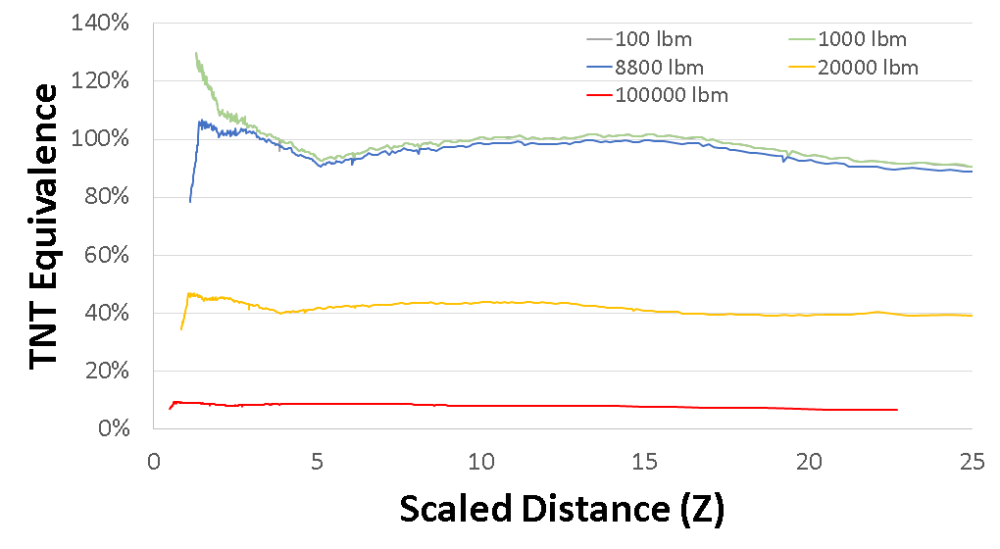 140%
120%
100%
80%
60%
40%
20%
0%
TNT Equivalence
100 lbm 1000 lbm
8800 lbm 20000 lbm
100000 lbm
0 5 10 15 20 25
Scaled Distance (Z)